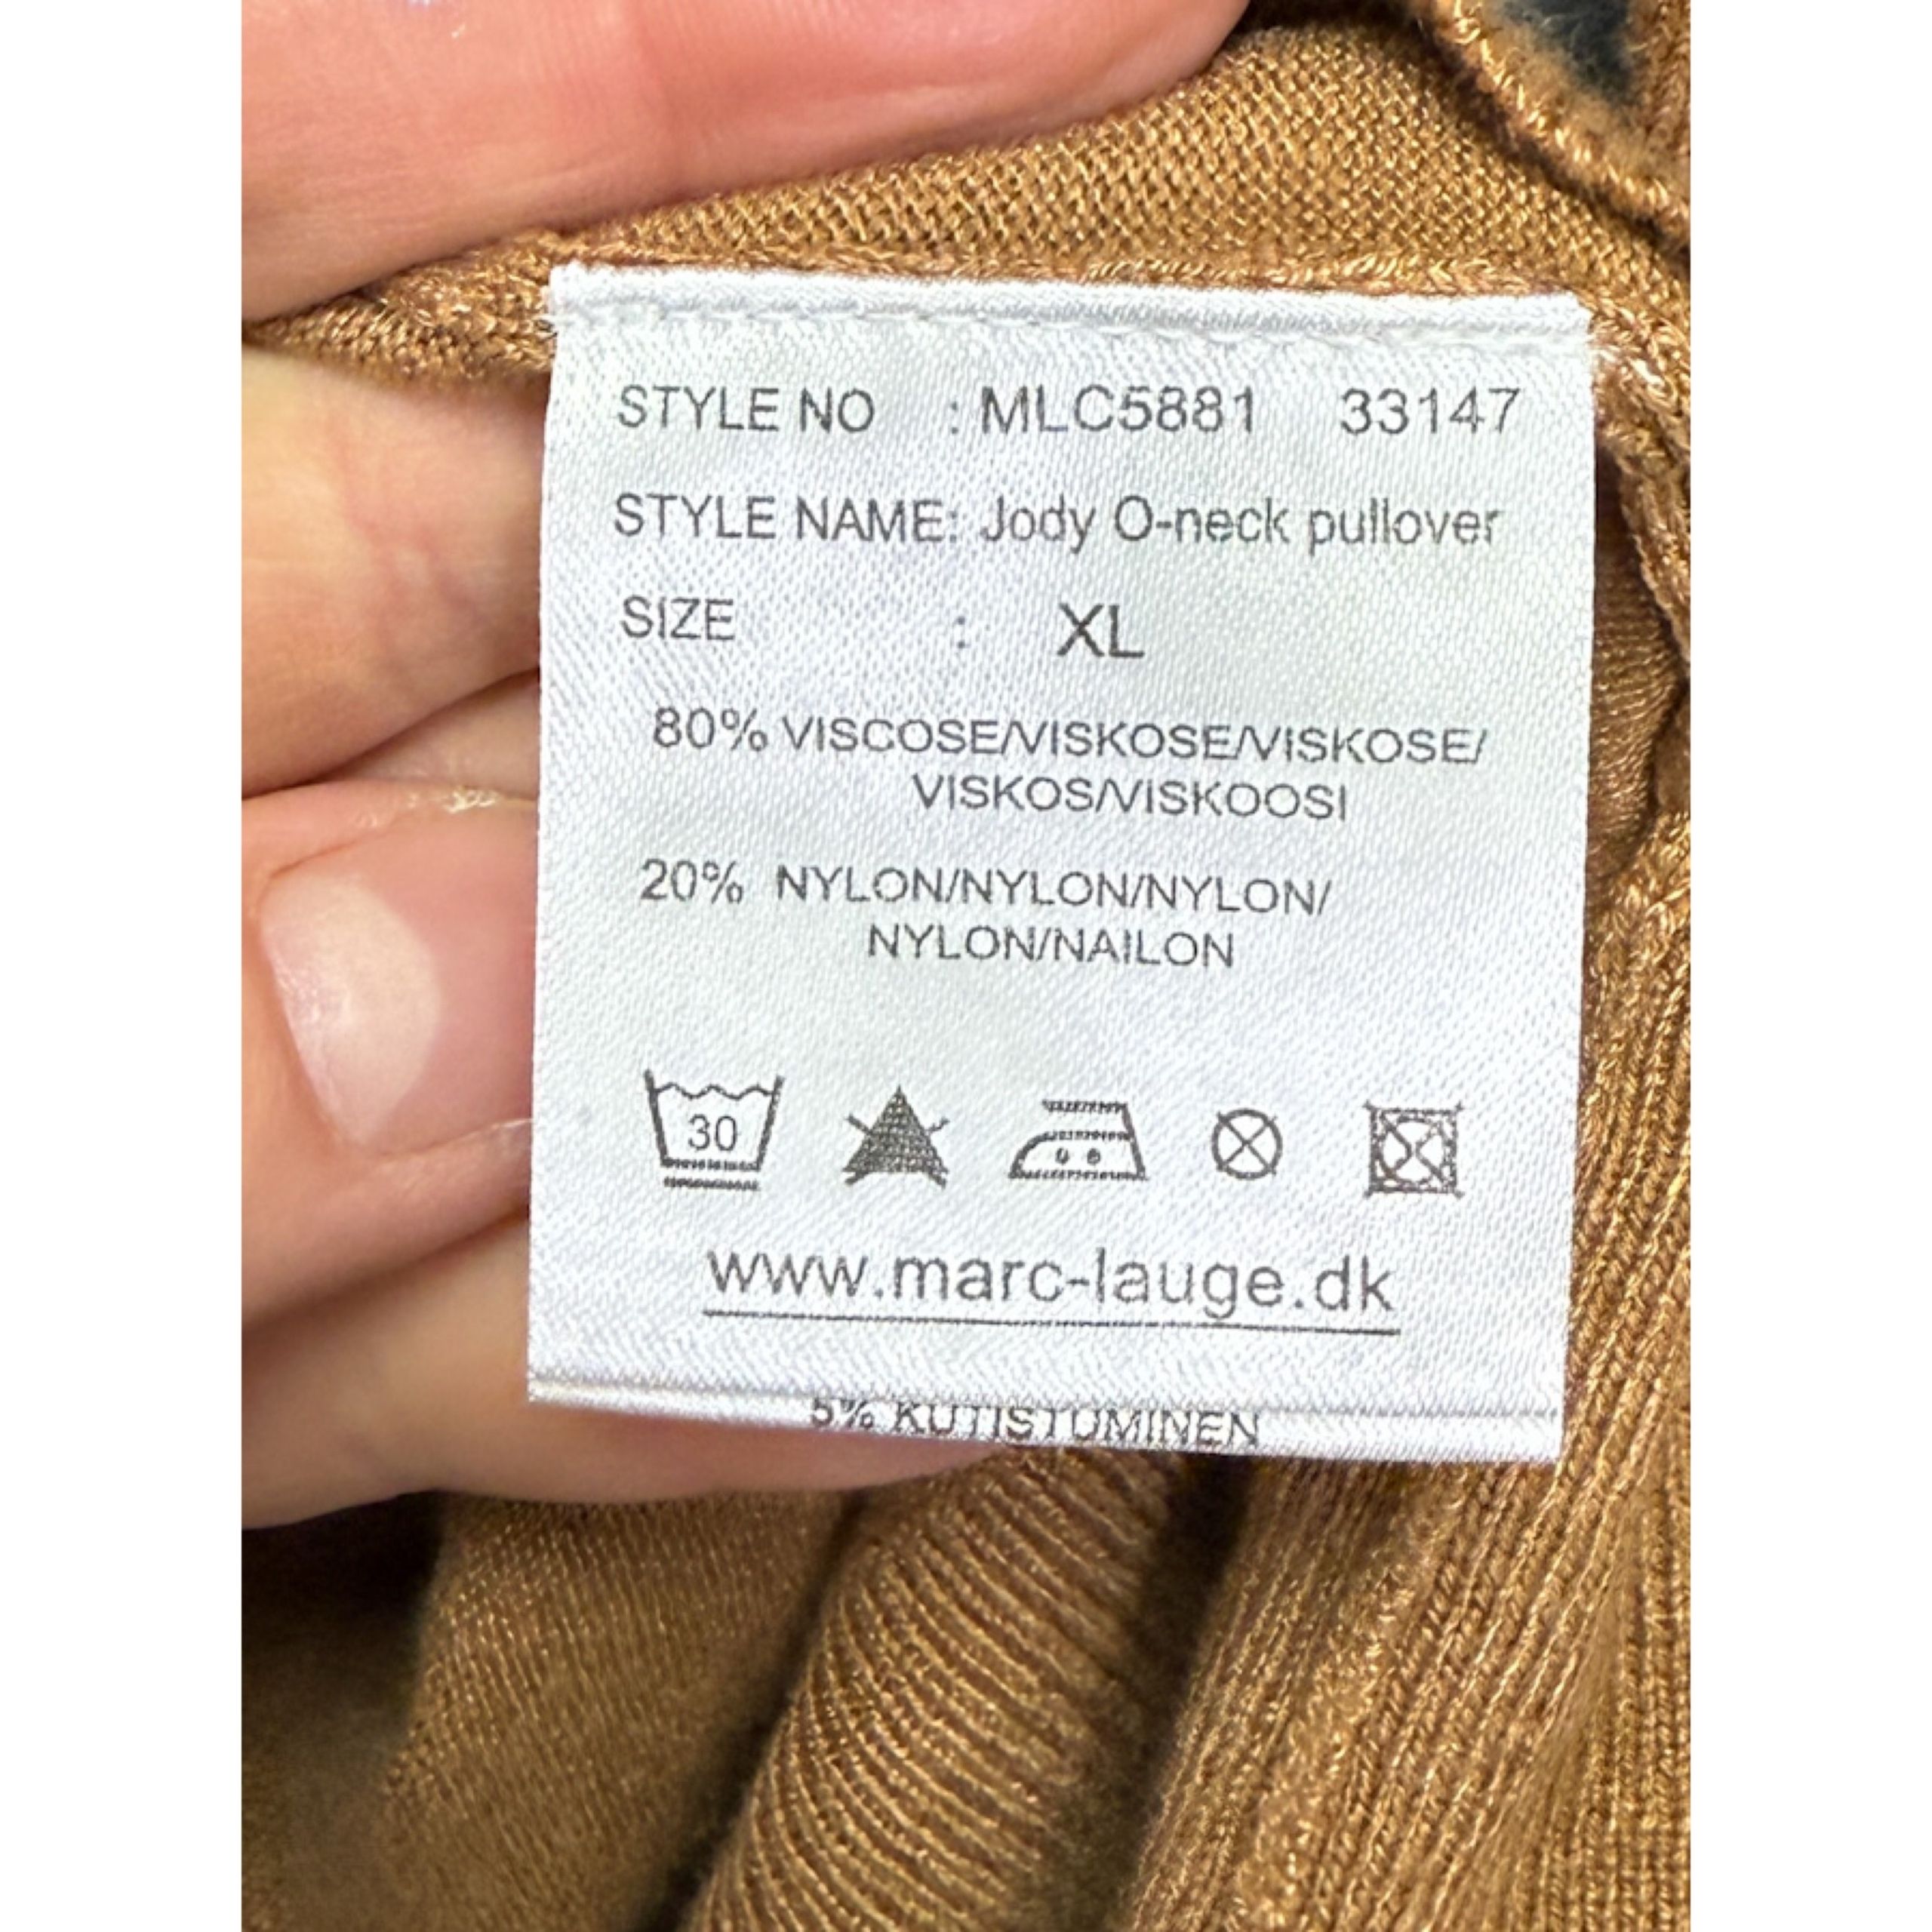 STYLE NO : MLC5881 33147
STYLE NAME: Jody O-neck pullover
SIZE : XL
80% VISCOSE/VISKOSE/VISKOSE/
VISKOS/VISKOOSI
20% NYLON/NYLON/NYLON/
NYLON/NAILON
30
www.marc-lauge.dk
5% KUTISTUMINEN